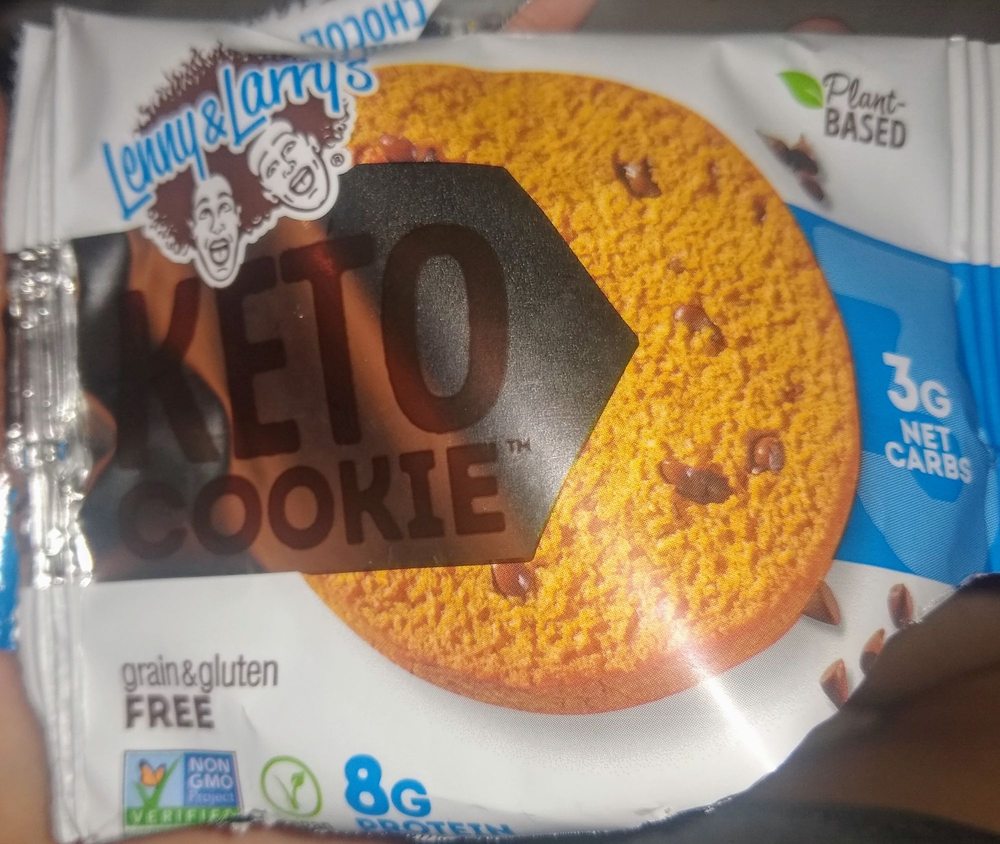 CHOCOL
Lenny & Larry's®
Plant-
BASED
KETO
COOKIE™
3G
NET
CARBS
grain & gluten
FREE
NON
GMO
Project
VERIFIED
8G
PROTEIN